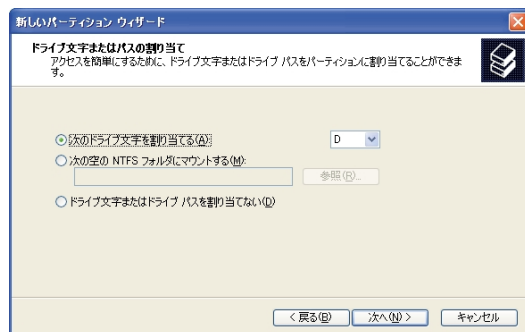 新しいパーティション ウィザード
ドライブ文字またはパスの割り当て
アクセスを簡単にするために、ドライブ文字またはドライブ パスをパーティションに割り当てることができま
す。
次のドライブ文字を割り当てる(A): D
次の空の NTFS フォルダにマウントする(M):
参照(R)...
ドライブ文字またはドライブ パスを割り当てない(D)
< 戻る(B) 次へ(N) > キャンセル